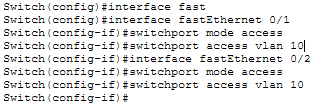 Switch(config)#interface fast
Switch(config)#interface fastEthernet 0/1
Switch(config-if)#switchport mode access
Switch(config-if)#switchport access vlan 10
Switch(config-if)#interface fastEthernet 0/2
Switch(config-if)#switchport mode access
Switch(config-if)#switchport access vlan 10
Switch(config-if)#